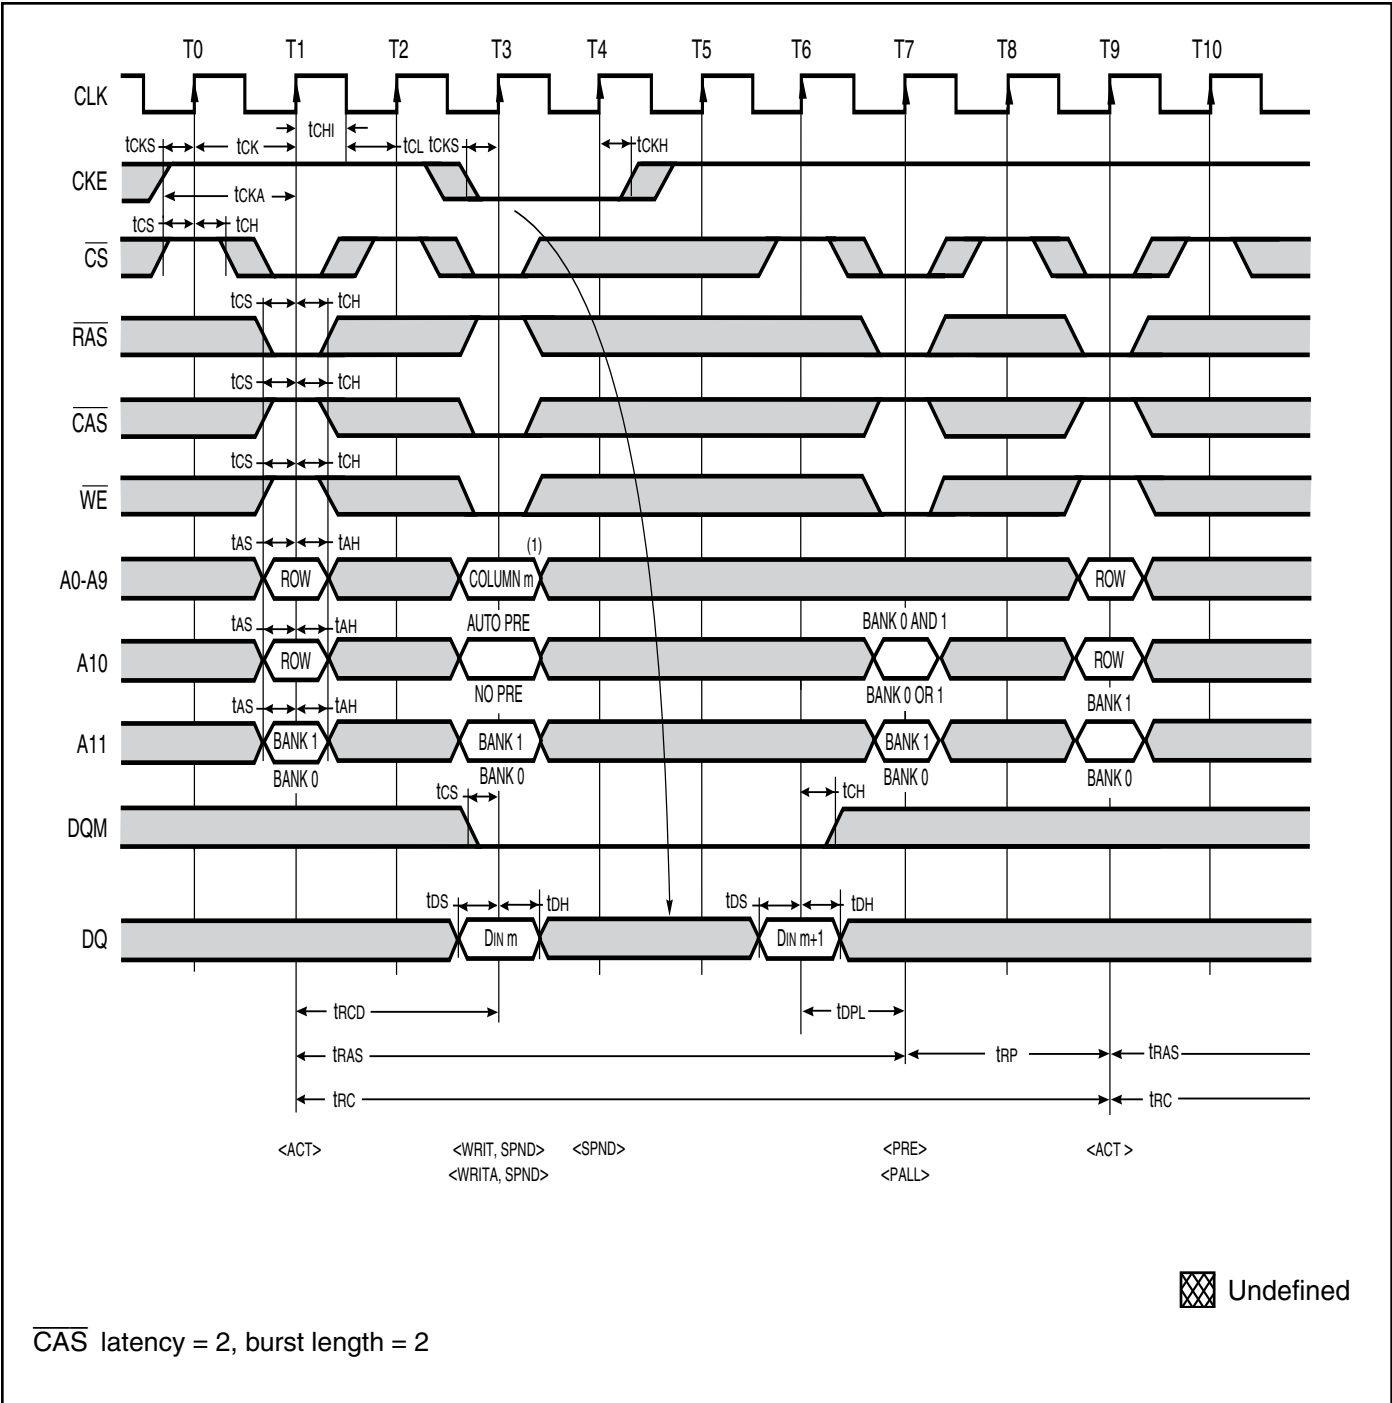 T0 T1 T2 T3 T4 T5 T6 T7 T8 T9 T10
CLK
tCHI
tCKS tCK tCL tCKS tCKH
CKE
tCKA
tCS tCH
CS
tCS tCH
RAS
tCS tCH
CAS
tCS tCH
WE
tAS tAH (1)
A0-A9 ROW COLUMN m ROW
tAS tAH AUTO PRE BANK 0 AND 1
A10 ROW ROW
NO PRE BANK 0 OR 1
tAS tAH BANK 1
A11 BANK 1 BANK 1 BANK 1
BANK 0 BANK 0 BANK 0 BANK 0
tCS tCH
DQM
tDS tDH tDS tDH
DQ DIN m DIN m+1
tRCD tDPL
tRAS tRP tRAS
tRC tRC
<ACT> <WRIT, SPND> <SPND> <PRE> <ACT >
<WRITA, SPND> <PALL>
Undefined
CAS latency = 2, burst length = 2